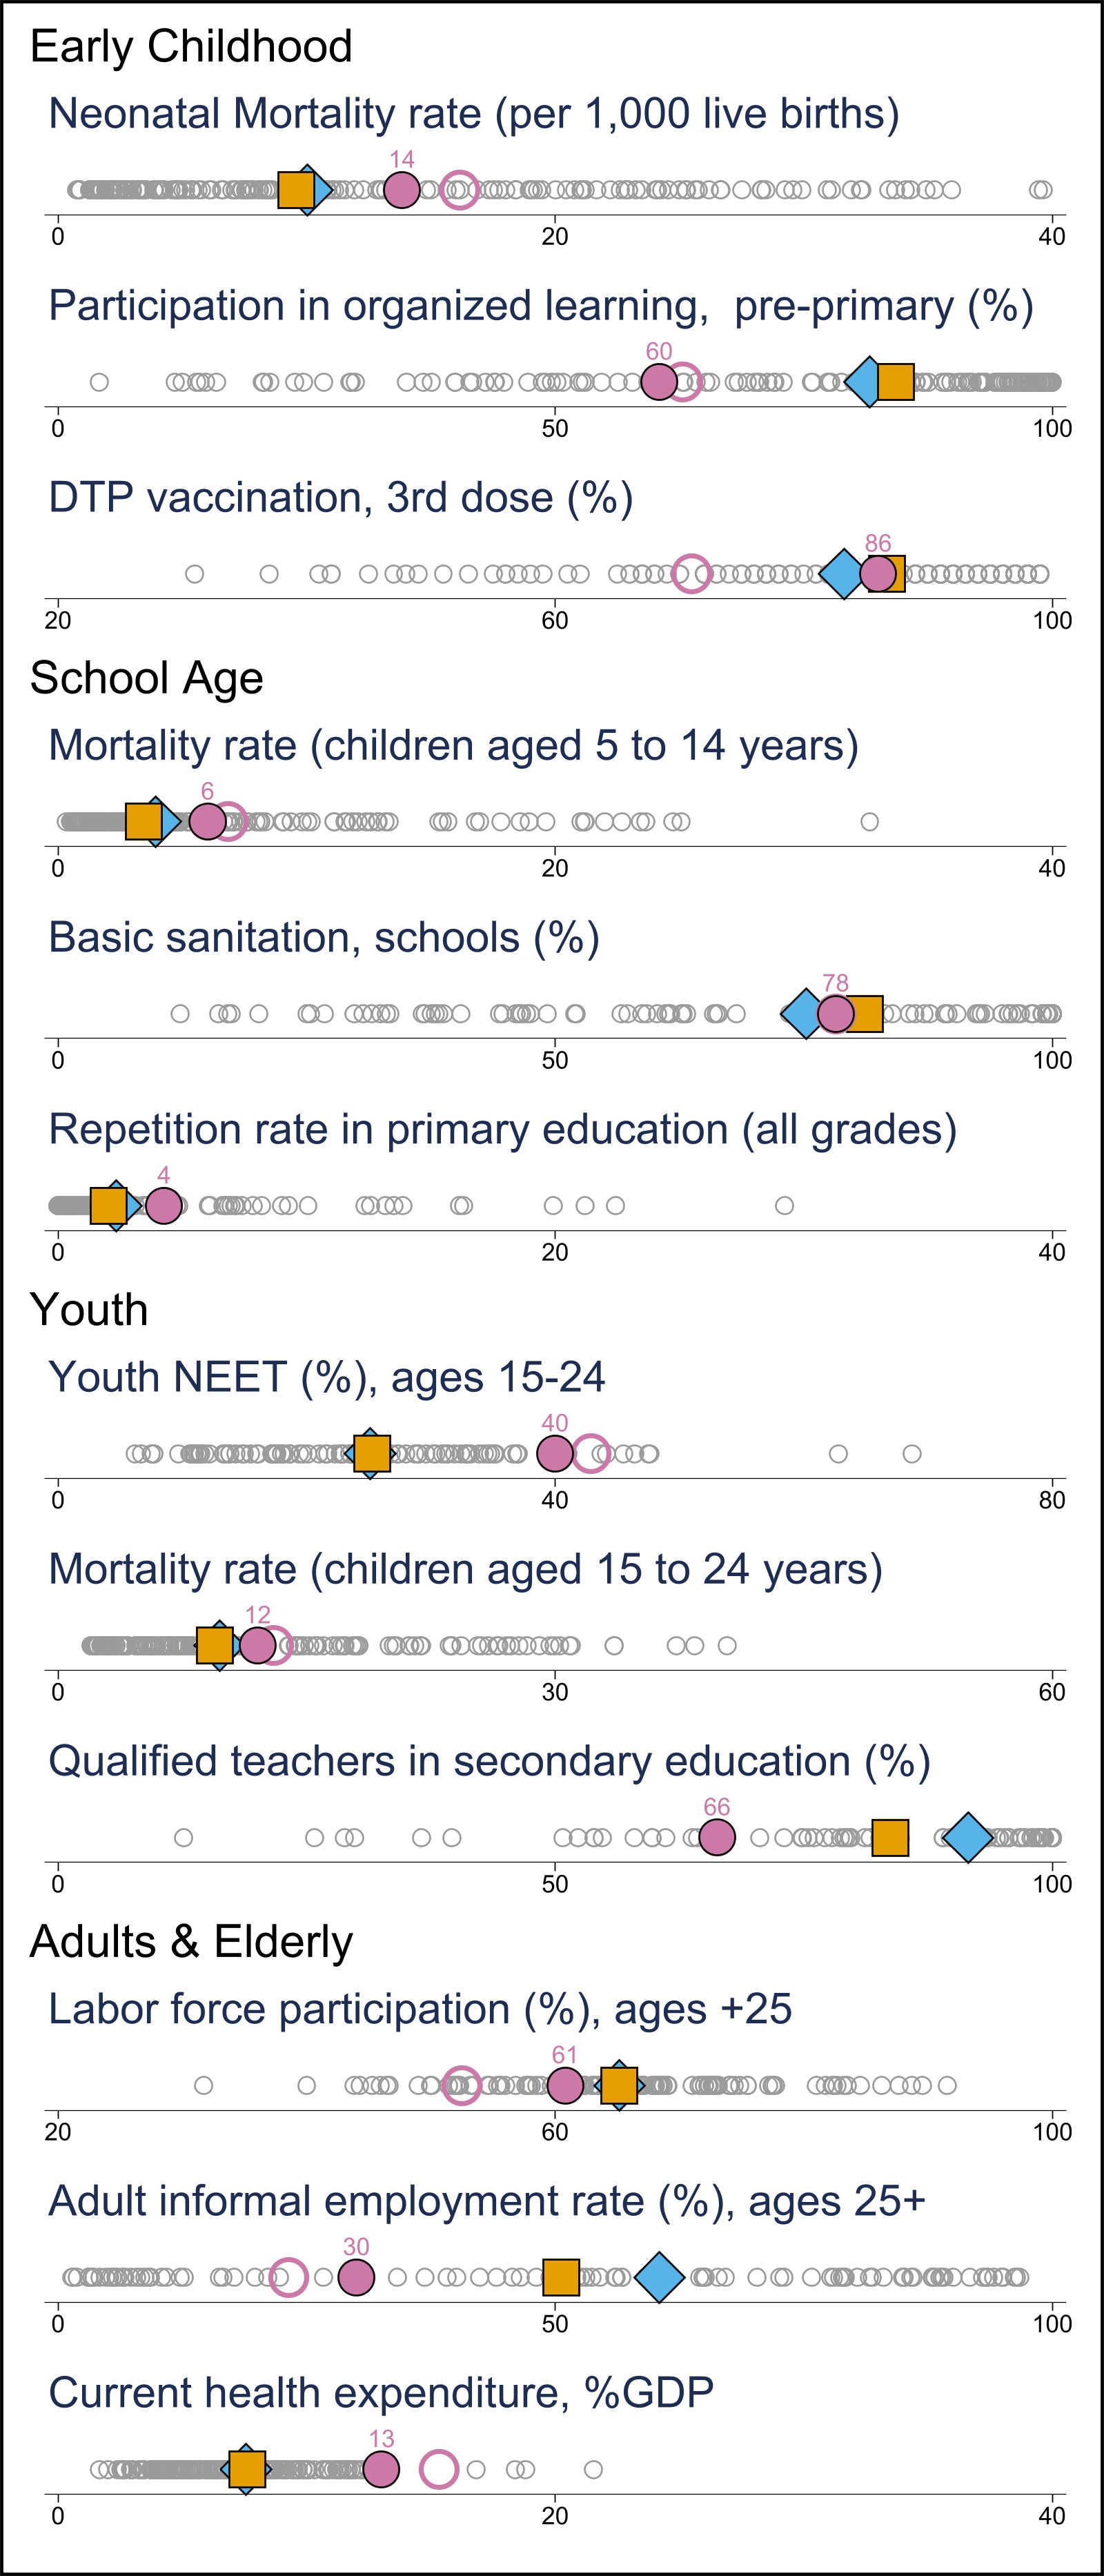 Early Childhood
Neonatal Mortality rate (per 1,000 live births)
14
0 20 40
Participation in organized learning,  pre-primary (%)
60
0 50 100
DTP vaccination, 3rd dose (%)
86
20 60 100
School Age
Mortality rate (children aged 5 to 14 years)
6
0 20 40
Basic sanitation, schools (%)
78
0 50 100
Repetition rate in primary education (all grades)
4
0 20 40
Youth
Youth NEET (%), ages 15-24
40
0 40 80
Mortality rate (children aged 15 to 24 years)
12
0 30 60
Qualified teachers in secondary education (%)
66
0 50 100
Adults & Elderly
Labor force participation (%), ages +25
61
20 60 100
Adult informal employment rate (%), ages 25+
30
0 50 100
Current health expenditure, %GDP
13
0 20 40